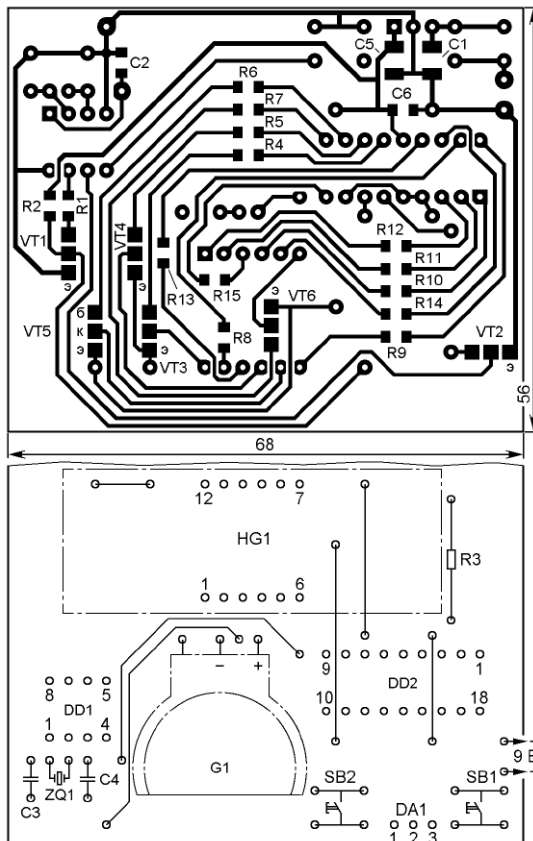 C5
C1
C2
R6
R7
C6
R5
R4
R2
R1
VT4
R12
VT1
R11
R10
э
э
R13
R15
VT6
R14
б
VT5
к
э
э
VT3
R8
э
R9
VT2
э
56
68
12
7
HG1
R3
1
6
−
+
9
1
8
5
DD1
DD2
10
18
1
4
G1
9 В
C3
ZQ1
C4
SB2
SB1
DA1
1
2
3